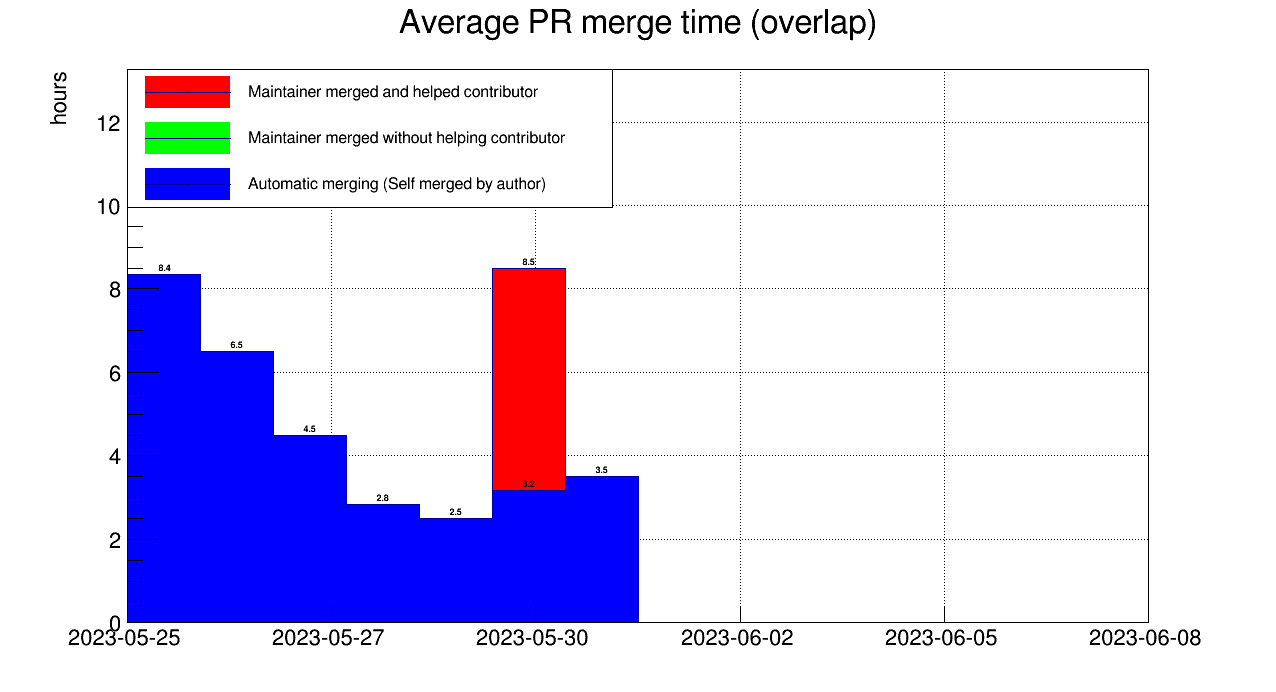 Average PR merge time (overlap)
hours
Maintainer merged and helped contributor
Maintainer merged without helping contributor
Automatic merging (Self merged by author)
12
10
8
6
4
2
0
8.4
6.5
4.5
2.8
2.5
8.5
3.2
3.5
2023-05-25 2023-05-27 2023-05-30 2023-06-02 2023-06-05 2023-06-08